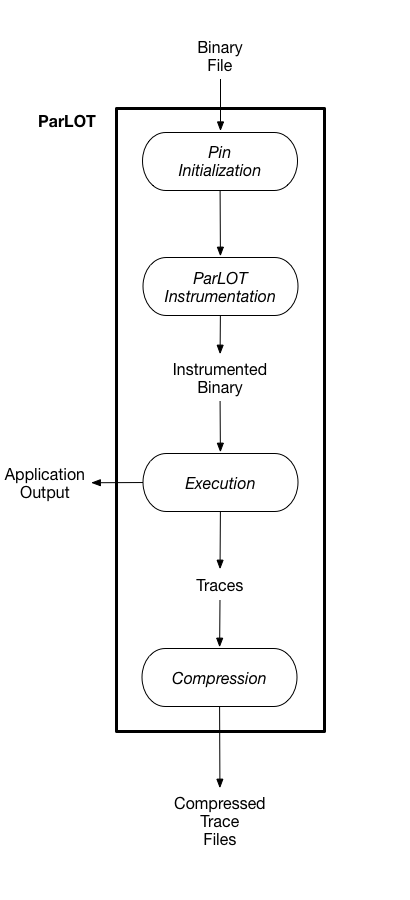 Binary
File
ParLOT
Pin
Initialization
ParLOT
Instrumentation
Instrumented
Binary
Application
Output
Execution
Traces
Compression
Compressed
Trace
Files